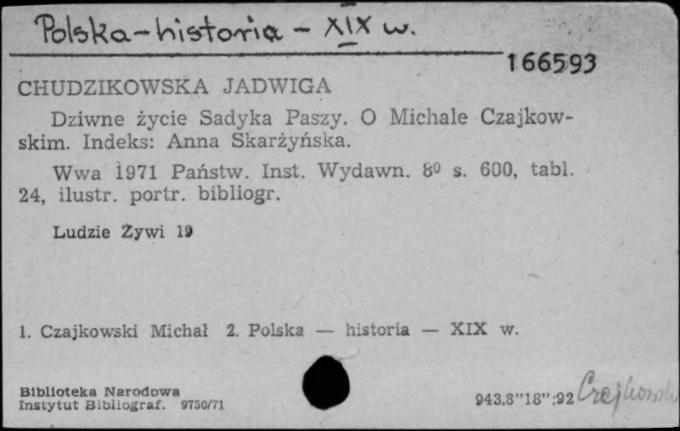 Polska-historia - XIX w.
166593
CHUDZIKOWSKA JADWIGA
Dziwne życie Sadyka Paszy. O Michale Czajkow-
skim. Indeks: Anna Skarżyńska.
Wwa 1971 Państw. Inst. Wydawn. 8⁰ s. 600, tabl.
24, ilustr. portr. bibliogr.
Ludzie Żywi 19
1. Czajkowski Michał 2. Polska — historia — XIX w.
Biblioteka Narodowa
Instytut Bibliograf. 9750/71
943.8"18":92 Czajkowski